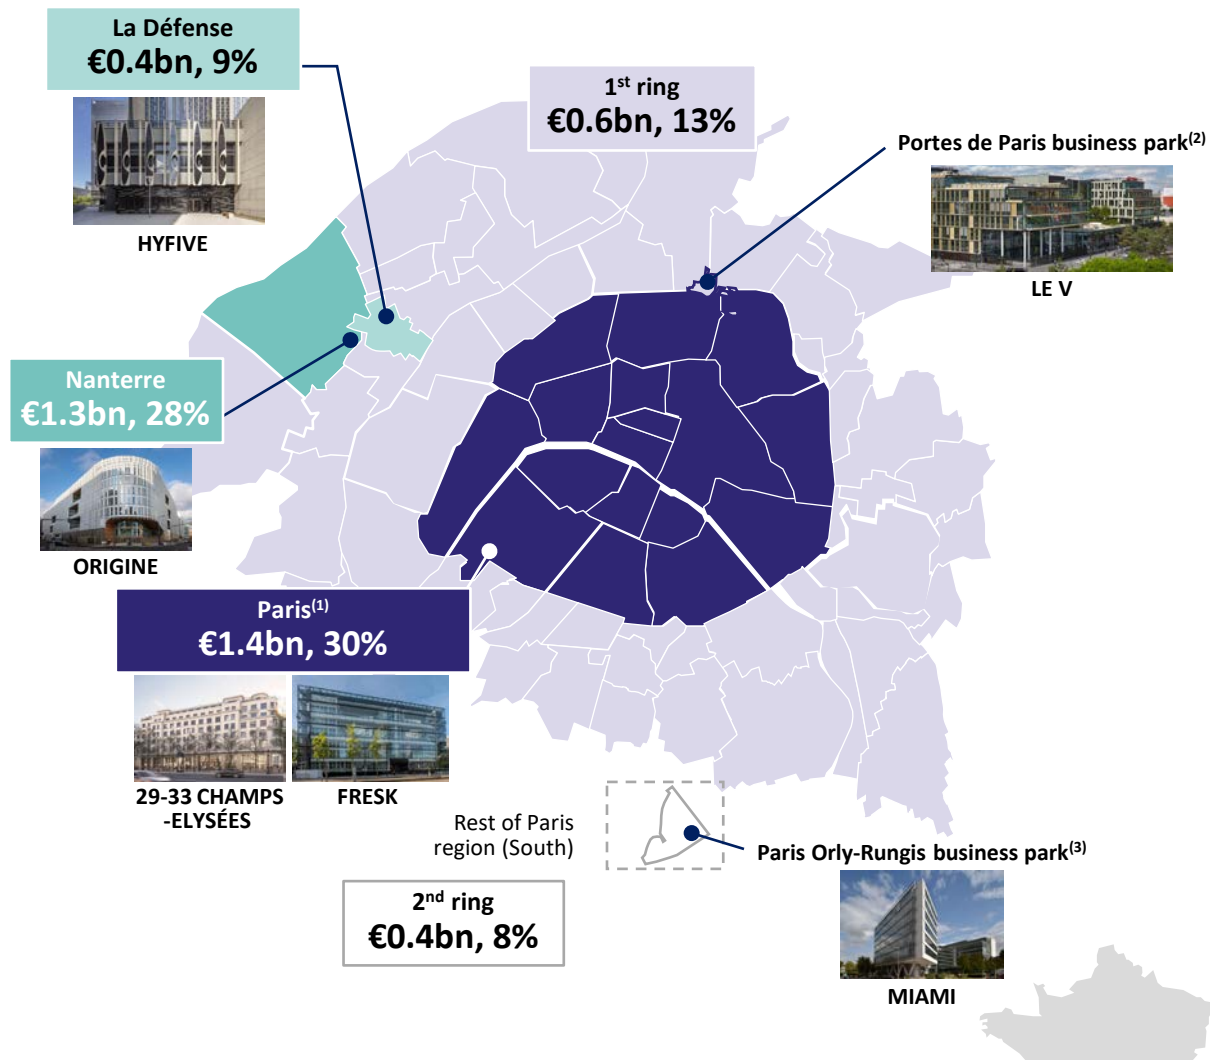 La Défense
€0.4bn, 9%
HYFIVE
1st ring
€0.6bn, 13%
Portes de Paris business park(2)
LE V
Nanterre
€1.3bn, 28%
ORIGINE
Paris(1)
€1.4bn, 30%
29-33 CHAMPS
-ELYSÉES
FRESK
Rest of Paris
region (South)
2nd ring
€0.4bn, 8%
Paris Orly-Rungis business park(3)
MIAMI